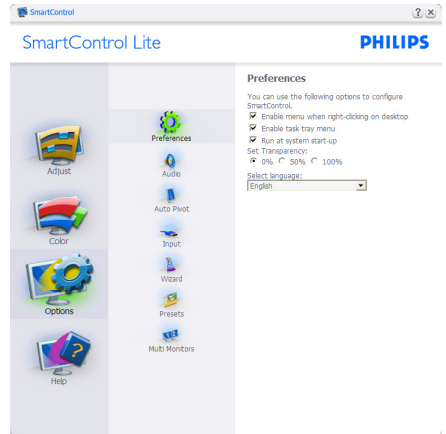 SmartControl
SmartControl Lite
PHILIPS
Adjust
Color
Options
Help
Preferences
Audio
Auto Pivot
Input
Wizard
Presets
Multi Monitors
Preferences
You can use the following options to configure
SmartControl.
Enable menu when right-clicking on desktop
Enable task tray menu
Run at system start-up
Set Transparency:
0% 50% 100%
Select language:
English